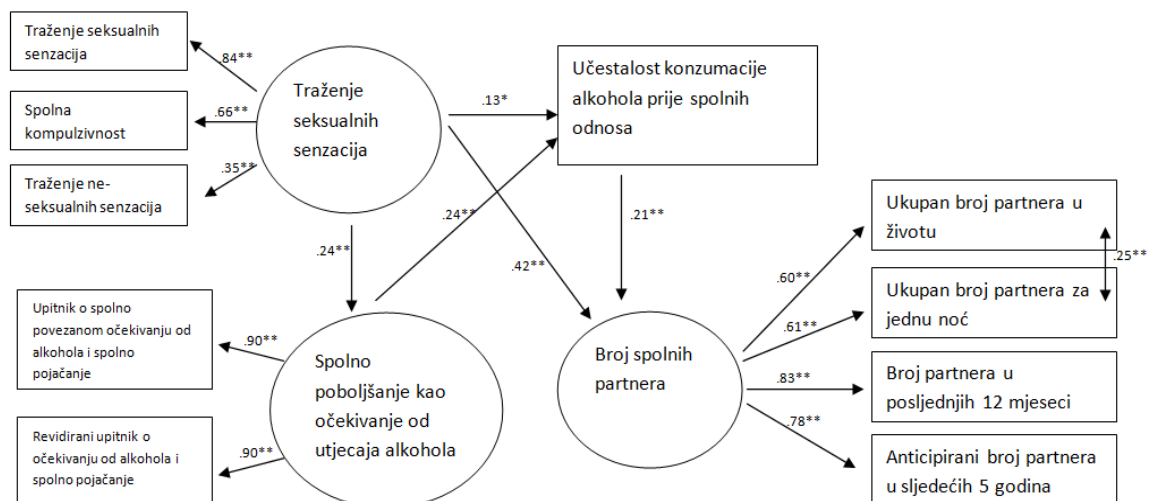 Traženje seksualnih
senzacija
Spolna
kompulzivnost
Traženje ne-
seksualnih senzacija
.84**
.66**
.35**
Traženje
seksualnih
senzacija
.13*
Učestalost konzumacije
alkohola prije spolnih
odnosa
.24**
.24**
.42**
.21**
Upitnik o spolno
povezanom očekivanju od
alkohola i spolno
pojačanje
Revidirani upitnik o
očekivanju od alkohola i
spolno pojačanje
.90**
.90**
Spolno
poboljšanje kao
očekivanje od
utjecaja alkohola
Broj spolnih
partnera
.60**
.61**
.83**
.78**
Ukupan broj partnera u
životu
.25**
Ukupan broj partnera za
jednu noć
Broj partnera u
posljednjih 12 mjeseci
Anticipirani broj partnera
u sljedećih 5 godina